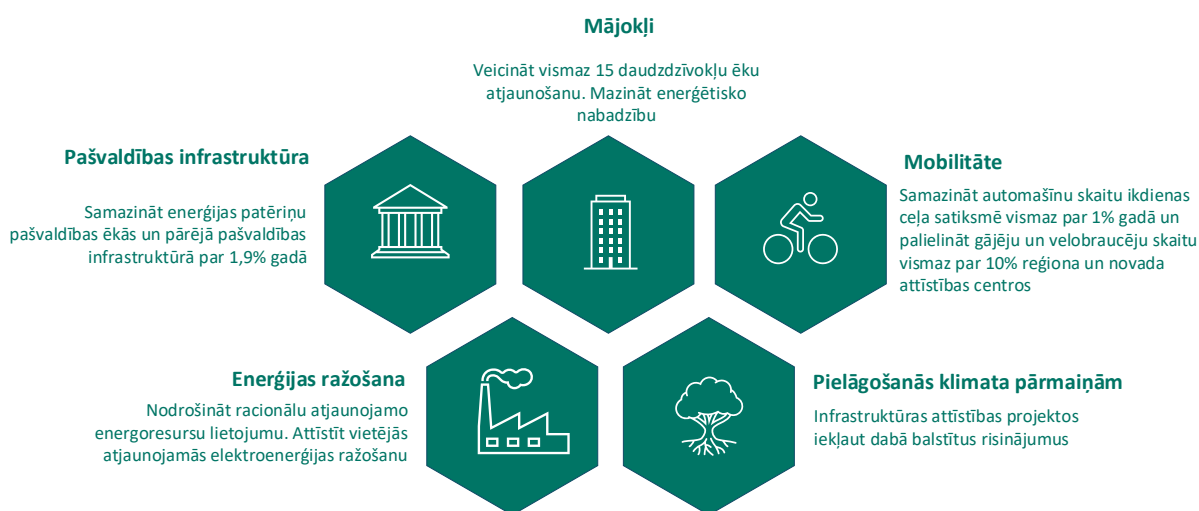 Mājokļi
Veicināt vismaz 15 daudzdzīvokļu ēku
atjaunošanu. Mazināt enerģētisko
nabadzību
Pašvaldības infrastruktūra
Samazināt enerģijas patēriņu
pašvaldības ēkās un pārējā pašvaldības
infrastruktūrā par 1,9% gadā
Mobilitāte
Samazināt automašīnu skaitu ikdienas
ceļa satiksmē vismaz par 1% gadā un
palielināt gājēju un velobraucēju skaitu
vismaz par 10% reģiona un novada
attīstības centros
Enerģijas ražošana
Nodrošināt racionālu atjaunojamo
energoresursu lietojumu. Attīstīt vietējās
atjaunojamās elektroenerģijas ražošanu
Pielāgošanās klimata pārmaiņām
Infrastruktūras attīstības projektos
iekļaut dabā balstītus risinājumus